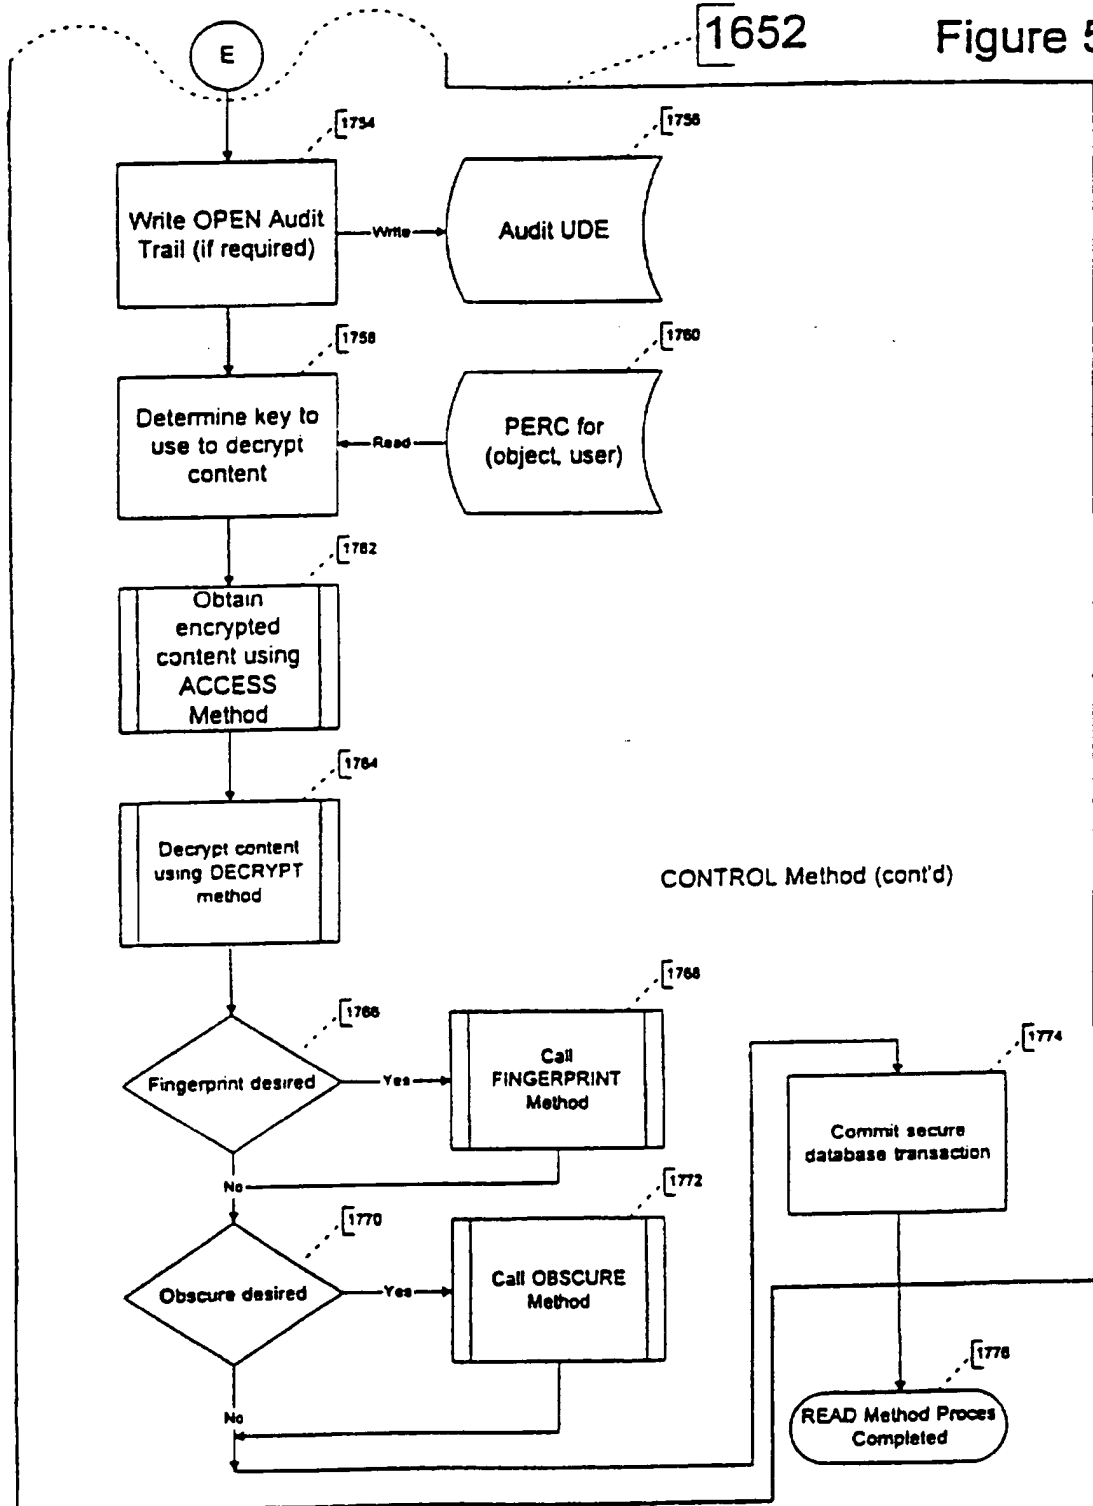 1652
Figure 5
E
1754
Write OPEN Audit
Trail (if required)
Write
1756
Audit UDE
1758
Determine key to
use to decrypt
content
Read
1760
PERC for
(object, user)
1762
Obtain
encrypted
content using
ACCESS
Method
1764
Decrypt content
using DECRYPT
method
CONTROL Method (cont'd)
1766
Fingerprint desired
Yes
1768
Call
FINGERPRINT
Method
No
1770
Obscure desired
Yes
1772
Call OBSCURE
Method
No
1774
Commit secure
database transaction
1776
READ Method Proces
Completed